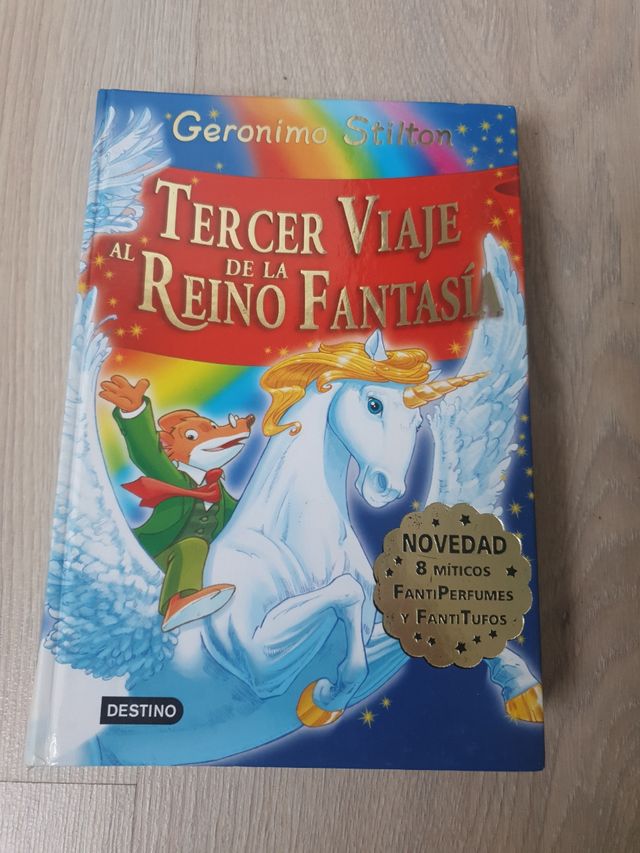 Geronimo Stilton
TERCER VIAJE
AL REINO DE LA FANTASÍA
NOVEDAD
8 MÍTICOS
FANTIPERFUMES
Y FANTITUFOS
DESTINO